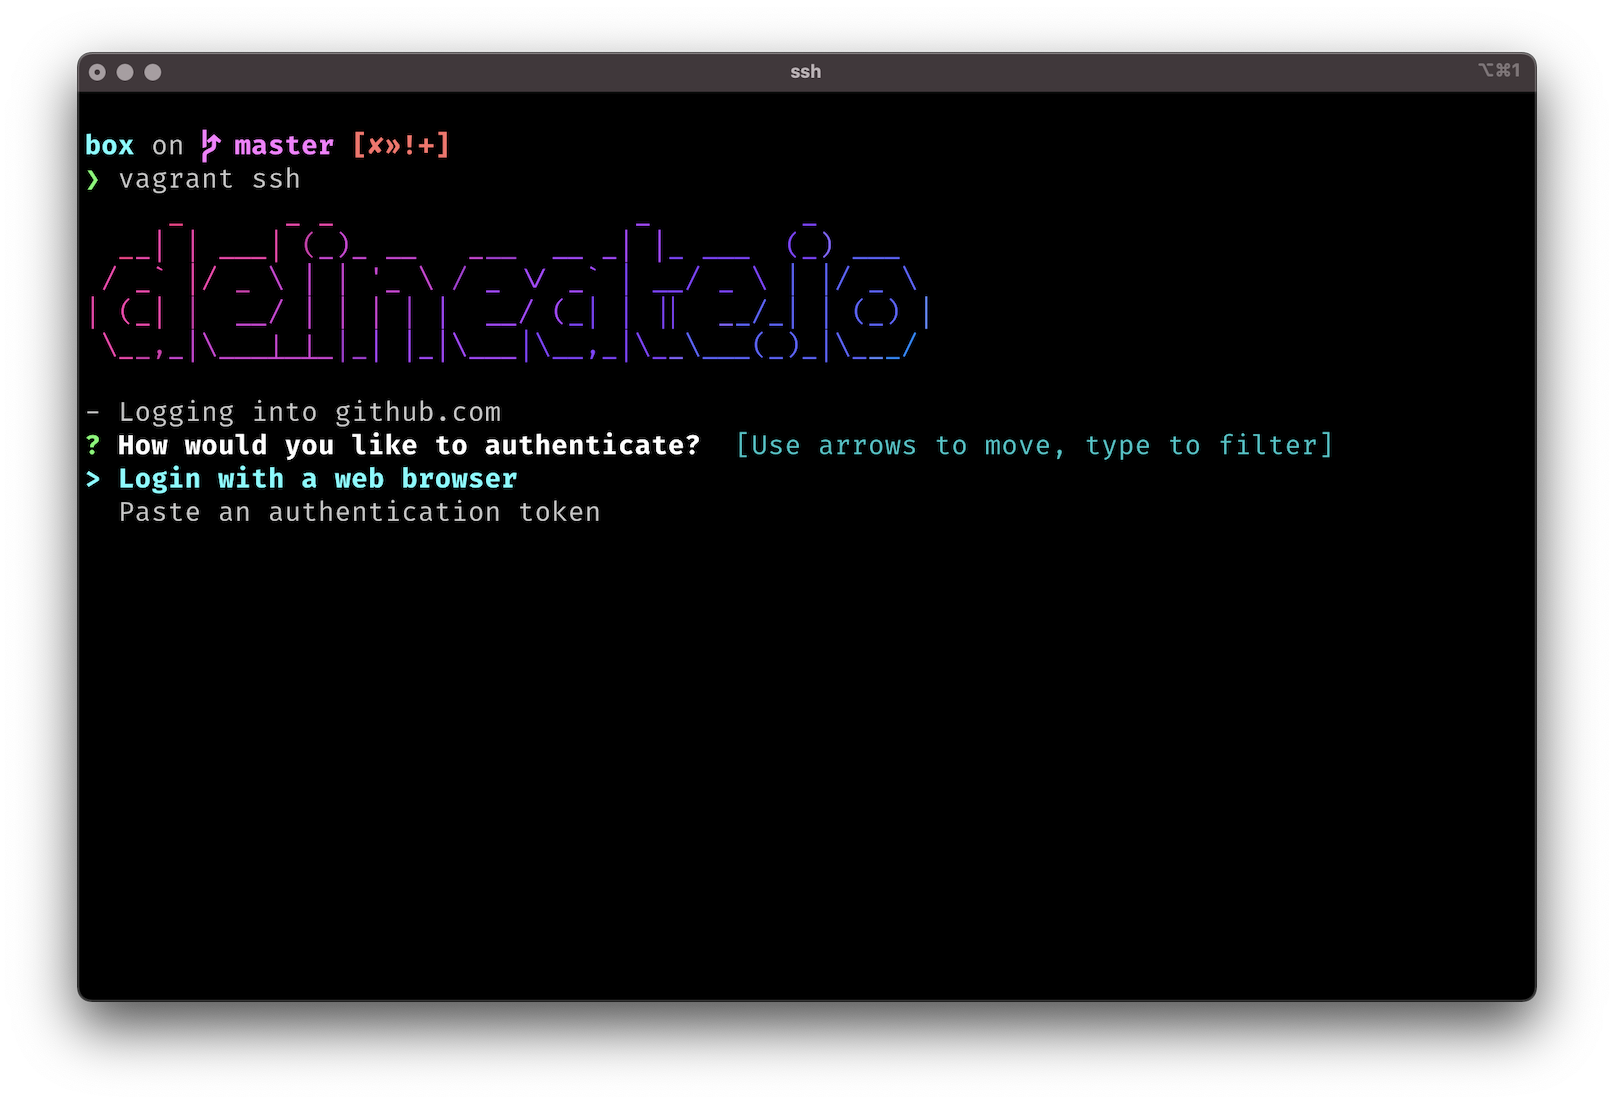 ssh
⌥⌘1
box on master [✘»!+]
❯ vagrant ssh
delineate.io
- Logging into github.com
? How would you like to authenticate? [Use arrows to move, type to filter]
> Login with a web browser
Paste an authentication token